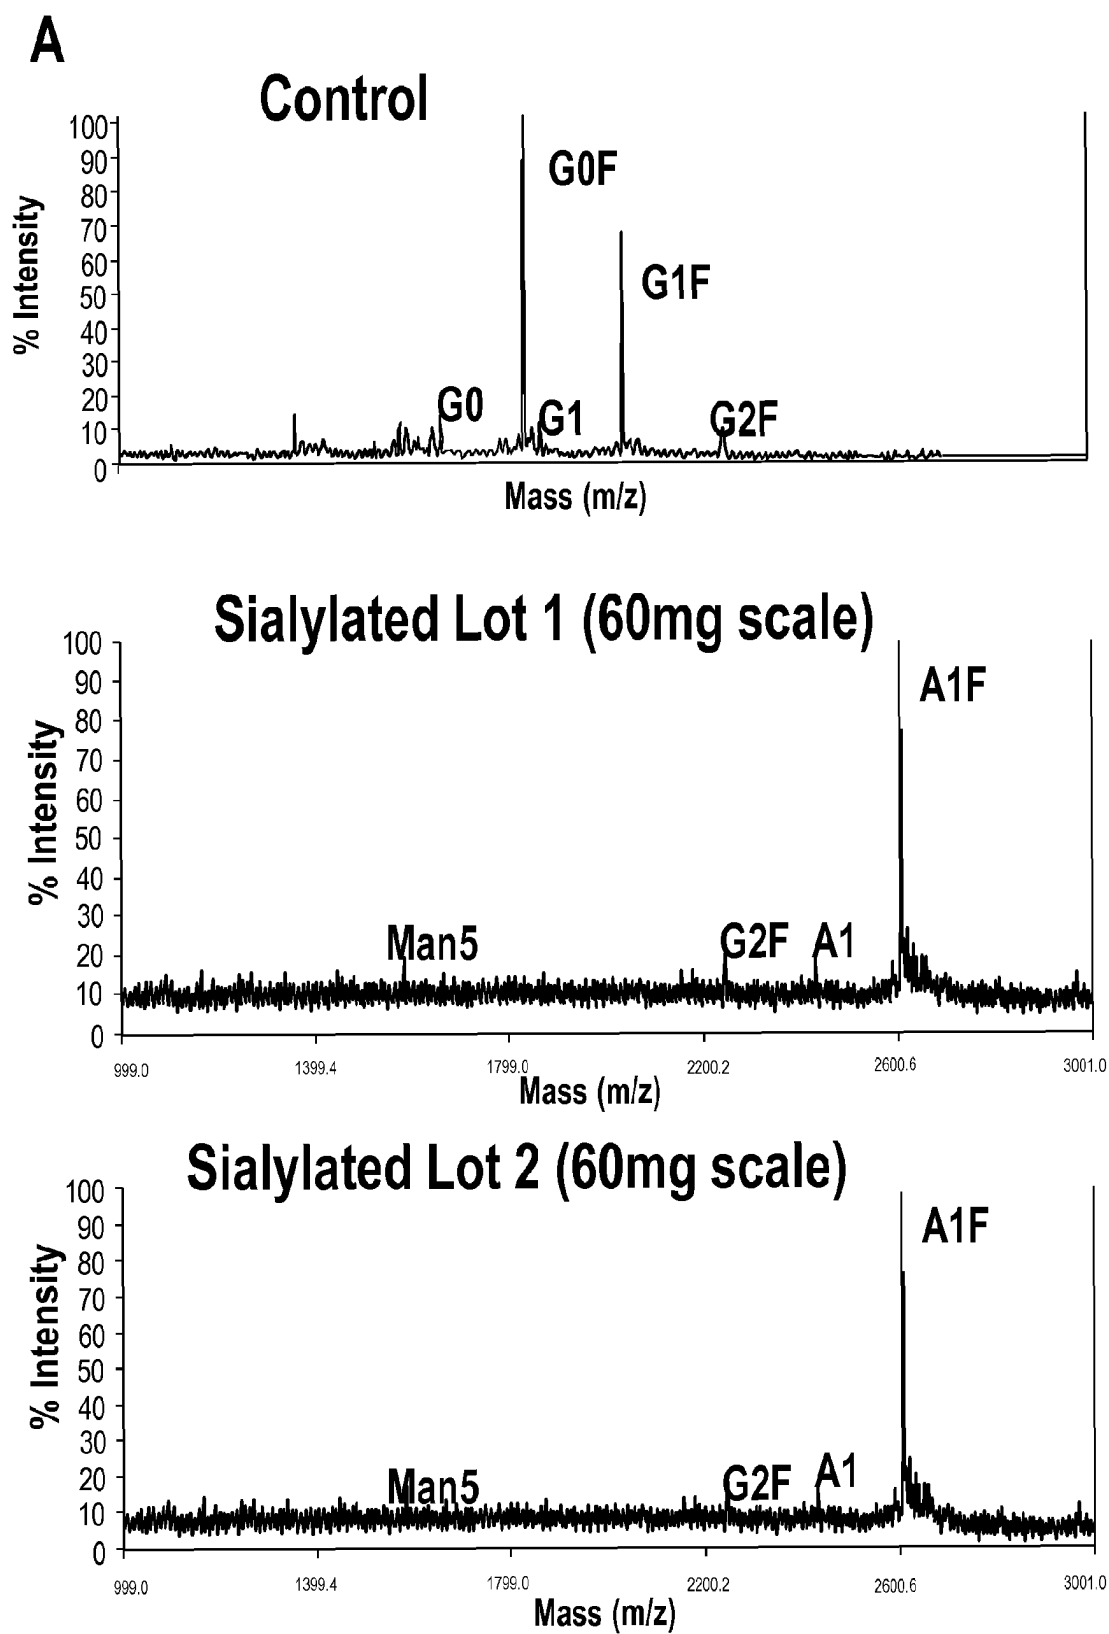 A
Control
% Intensity
100
90
80
70
60
50
40
30
20
10
0
G0F
G1F
G0
G1
G2F
Mass (m/z)
Sialylated Lot 1 (60mg scale)
% Intensity
100
90
80
70
60
50
40
30
20
10
0
A1F
Man5
G2F
A1
999.0
1399.4
1799.0
2200.2
2600.6
3001.0
Mass (m/z)
Sialylated Lot 2 (60mg scale)
% Intensity
100
90
80
70
60
50
40
30
20
10
0
A1F
Man5
G2F
A1
999.0
1399.4
1799.0
2200.2
2600.6
3001.0
Mass (m/z)